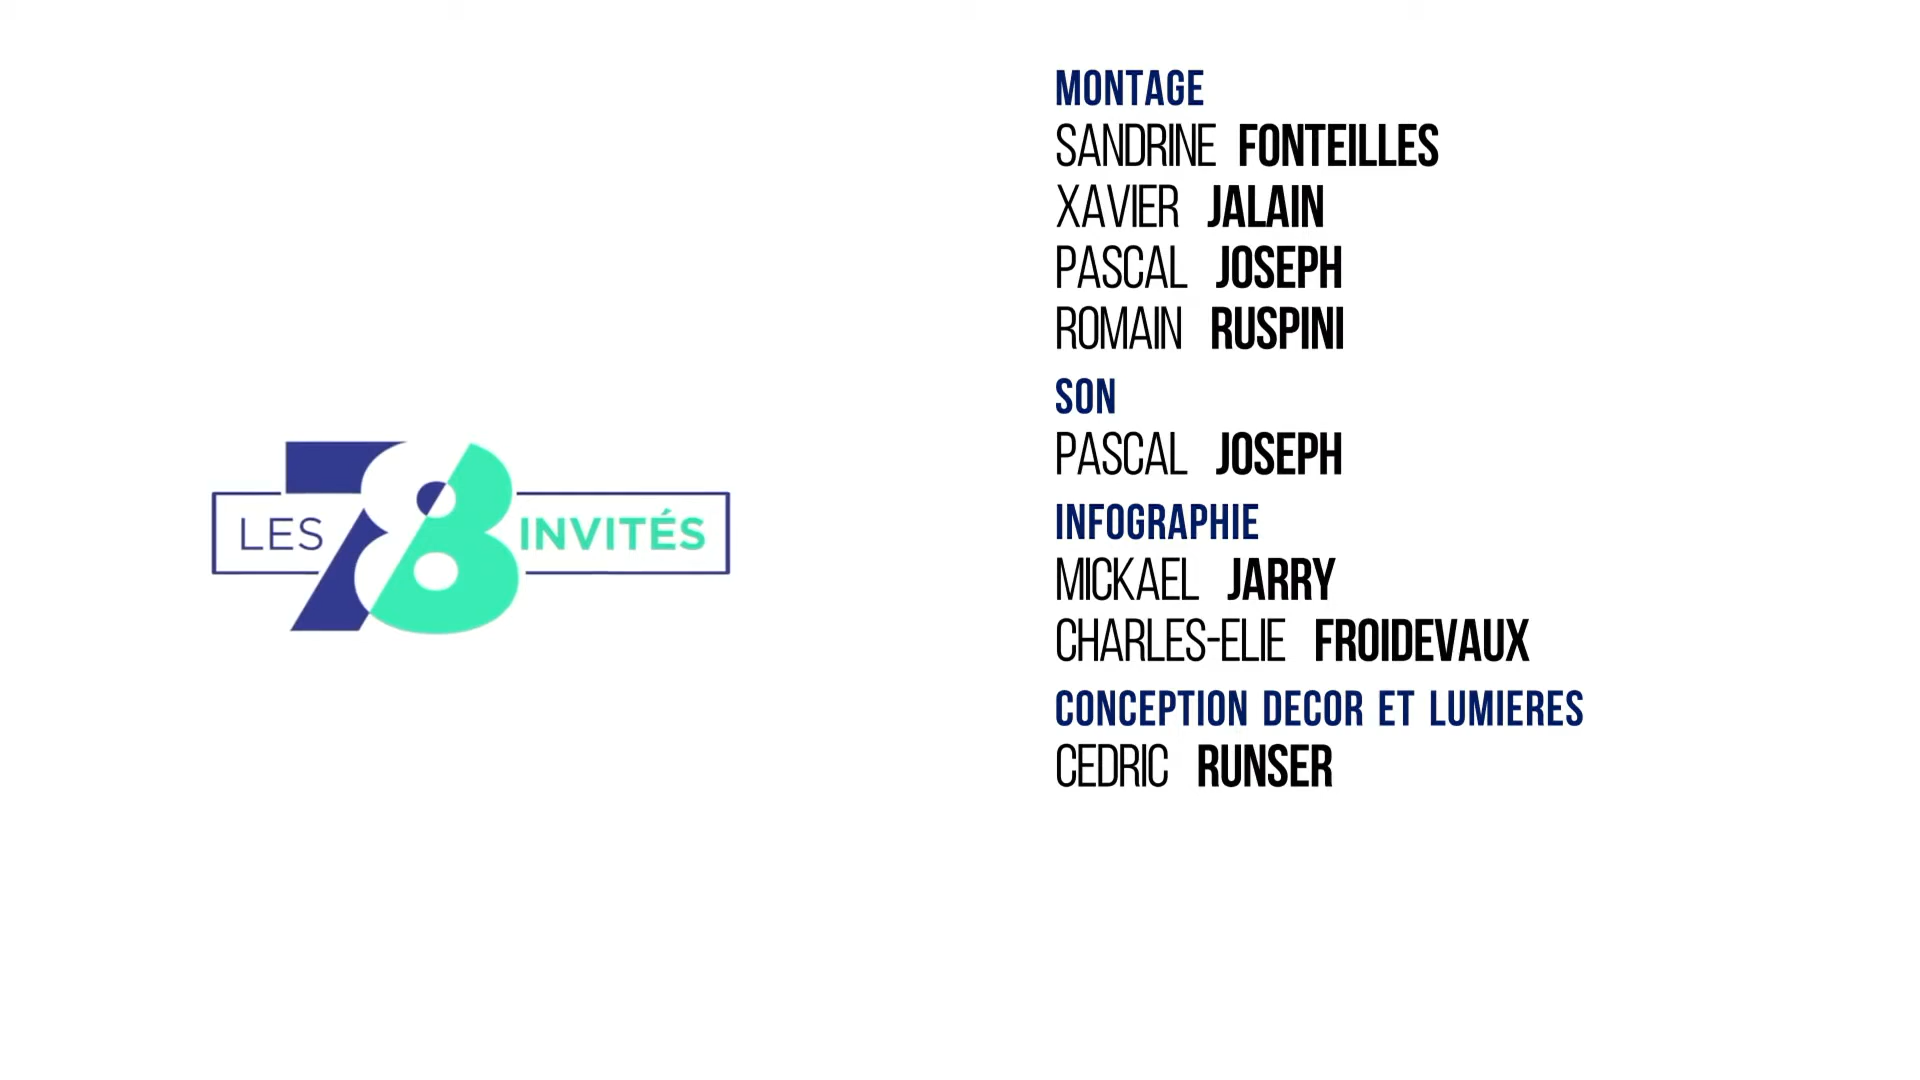 LES 78 INVITÉS
MONTAGE
SANDRINE FONTEILLES
XAVIER JALAIN
PASCAL JOSEPH
ROMAIN RUSPINI
SON
PASCAL JOSEPH
INFOGRAPHIE
MICKAEL JARRY
CHARLES-ELIE FROIDEVAUX
CONCEPTION DECOR ET LUMIERES
CEDRIC RUNSER